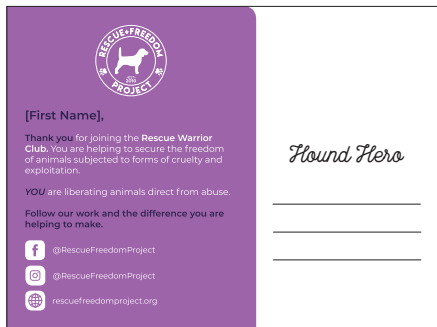 RESCUE+FREEDOM
ESTD
2010
PROJECT
[First Name],
Thank you for joining the Rescue Warrior
Club. You are helping to secure the freedom
of animals subjected to forms of cruelty and
exploitation.
YOU are liberating animals direct from abuse.
Follow our work and the difference you are
helping to make.
@RescueFreedomProject
@RescueFreedomProject
rescuefreedomproject.org
Hound Hero